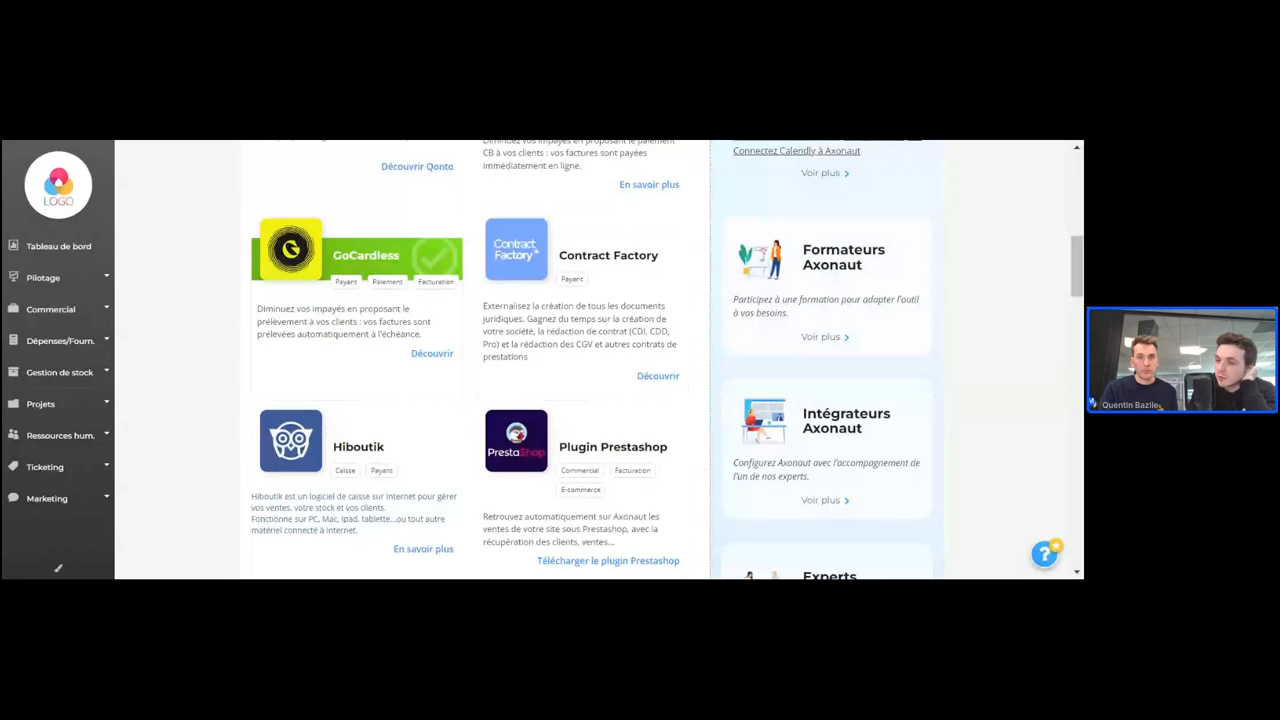 LOGO
Tableau de bord
Pilotage
Commercial
Dépenses/Fourn.
Gestion de stock
Projets
Ressources hum.
Ticketing
Marketing
Découvrir Qonto
Diminuez vos impayés en proposant le paiement
CB à vos clients : vos factures sont payées
immédiatement en ligne.
En savoir plus
GoCardless
Payant
Paiement
Facturation
Diminuez vos impayés en proposant le
prélèvement à vos clients : vos factures sont
prélevées automatiquement à l'échéance.
Découvrir
Contract
Factory
Contract Factory
Payant
Externalisez la création de tous les documents
juridiques. Gagnez du temps sur la création de
votre société, la rédaction de contrat (CDI, CDD,
Pro) et la rédaction des CGV et autres contrats de
prestations
Découvrir
Hiboutik
Caisse
Payant
Hiboutik est un logiciel de caisse sur internet pour gérer
vos ventes, votre stock et vos clients.
Fonctionne sur PC, Mac, Ipad, tablette...ou tout autre
matériel connecté à internet.
En savoir plus
PrestaShop
Plugin Prestashop
Commercial
Facturation
E-commerce
Retrouvez automatiquement sur Axonaut les
ventes de votre site sous Prestashop, avec la
récupération des clients, ventes...
Télécharger le plugin Prestashop
Connectez Calendly à Axonaut
Voir plus
Formateurs
Axonaut
Participez à une formation pour adapter l'outil
à vos besoins.
Voir plus
Intégrateurs
Axonaut
Configurez Axonaut avec l'accompagnement de
l'un de nos experts.
Voir plus
Experts
?
Quentin Bazile